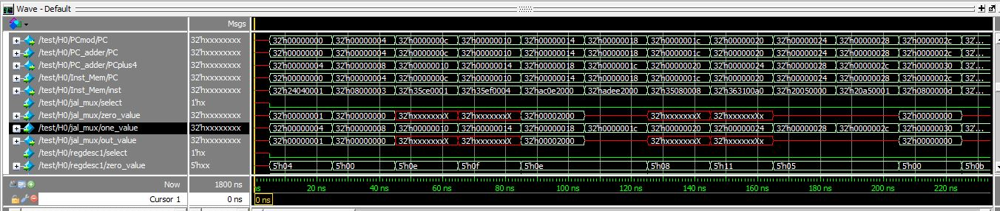 Wave - Default
Msgs
/test/H0/PCmod/PC 32'hxxxxxxxx 32'h00000000 32'h00000004 32'h0000000c 32'h00000010 32'h00000014 32'h00000018 32'h0000001c 32'h00000020 32'h00000024 32'h00000028 32'h0000002c 32'...
/test/H0/PC_adder/PC 32'hxxxxxxxx 32'h00000000 32'h00000004 32'h0000000c 32'h00000010 32'h00000014 32'h00000018 32'h0000001c 32'h00000020 32'h00000024 32'h00000028 32'h0000002c 32'...
/test/H0/PC_adder/PCplus4 32'hxxxxxxxx 32'h00000004 32'h00000008 32'h00000010 32'h00000014 32'h00000018 32'h0000001c 32'h00000020 32'h00000024 32'h00000028 32'h0000002c 32'h00000030 32'...
/test/H0/Inst_Mem/PC 32'hxxxxxxxx 32'h00000000 32'h00000004 32'h0000000c 32'h00000010 32'h00000014 32'h00000018 32'h0000001c 32'h00000020 32'h00000024 32'h00000028 32'h0000002c 32'...
/test/H0/Inst_Mem/inst 32'hxxxxxxxx 32'h24040001 32'h08000003 32'h35ce0001 32'h35ef0004 32'hac0e2000 32'hadee2000 32'h35080008 32'h363100a0 32'h20050000 32'h20a50001 32'h0800000d 32'...
/test/H0/jal_mux/select 1'hx
/test/H0/jal_mux/zero_value 32'hxxxxxxxx 32'h00000001 32'h00000000 32'hxxxxxxxX 32'hxxxxxxxX 32'h00002000 32'hxxxxxxxX 32'hxxxxxxXx 32'h00000000
/test/H0/jal_mux/one_value 32'hxxxxxxxx 32'h00000004 32'h00000008 32'h00000010 32'h00000014 32'h00000018 32'h0000001c 32'h00000020 32'h00000024 32'h00000028 32'h0000002c 32'h00000030 32'...
/test/H0/jal_mux/out_value 32'hxxxxxxxx 32'h00000001 32'h00000000 32'hxxxxxxxX 32'hxxxxxxxX 32'h00002000 32'hxxxxxxxX 32'hxxxxxxXx 32'h00000000
/test/H0/regdesc1/select 1'hx
/test/H0/regdesc1/zero_value 5'hxx 5'h04 5'h00 5'h0e 5'h0f 5'h0e 5'h08 5'h11 5'h05 5'h00 5'h0b
Now 1800 ns 20 ns 40 ns 60 ns 80 ns 100 ns 120 ns 140 ns 160 ns 180 ns 200 ns 220 ns
Cursor 1 0 ns 0 ns